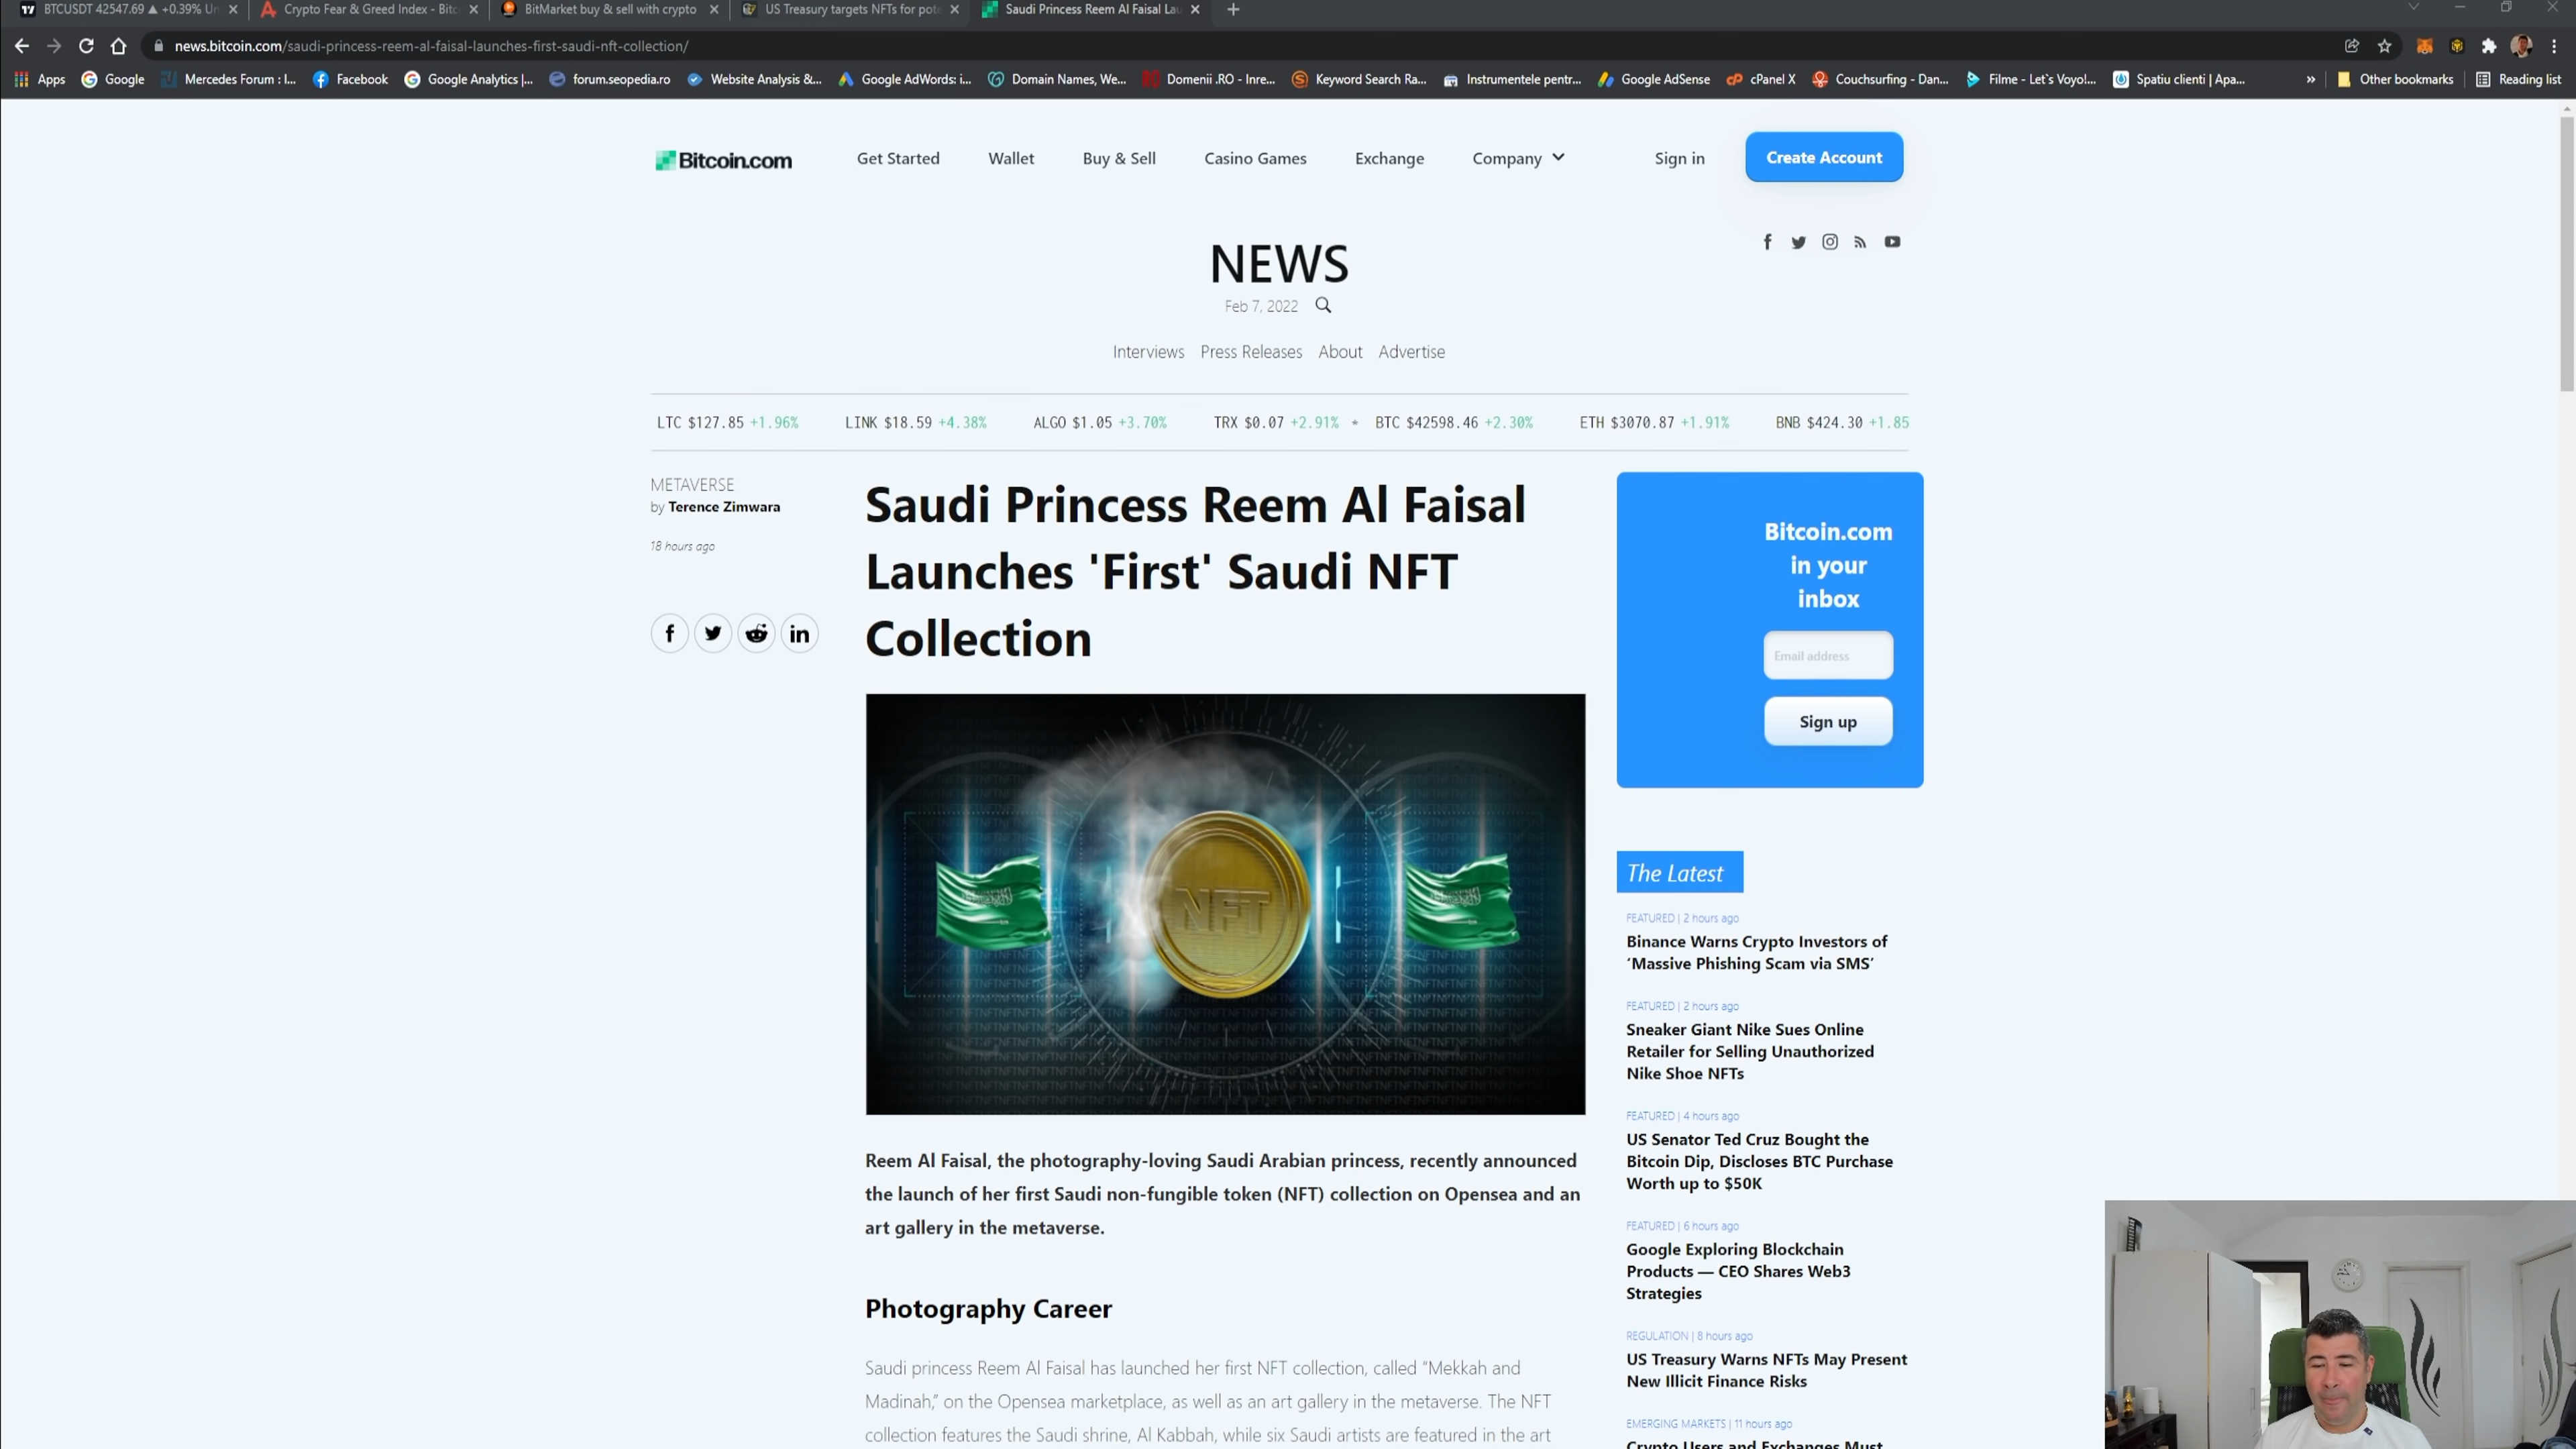 BTCUSDT 42547.69 ▲ +0.39% Un
Crypto Fear & Greed Index - Bitc
BitMarket buy & sell with crypto
US Treasury targets NFTs for pote
Saudi Princess Reem Al Faisal Lau
news.bitcoin.com/saudi-princess-reem-al-faisal-launches-first-saudi-nft-collection/
Apps
Google
Mercedes Forum : I...
Facebook
Google Analytics |...
forum.seopedia.ro
Website Analysis &...
Google AdWords: i...
Domain Names, We...
Domenii .RO - Inre...
Keyword Search Ra...
Instrumentele pentr...
Google AdSense
cPanel X
Couchsurfing - Dan...
Filme - Let`s Voyo!...
Spatiu clienti | Apa...
»
Other bookmarks
Reading list
Bitcoin.com
Get Started
Wallet
Buy & Sell
Casino Games
Exchange
Company
Sign in
Create Account
NEWS
Feb 7, 2022
Interviews
Press Releases
About
Advertise
LTC $127.85 +1.96%
LINK $18.59 +4.38%
ALGO $1.05 +3.70%
TRX $0.07 +2.91% *
BTC $42598.46 +2.30%
ETH $3070.87 +1.91%
BNB $424.30 +1.85
METAVERSE
by Terence Zimwara
18 hours ago
Saudi Princess Reem Al Faisal
Launches 'First' Saudi NFT
Collection
NFT
Reem Al Faisal, the photography-loving Saudi Arabian princess, recently announced
the launch of her first Saudi non-fungible token (NFT) collection on Opensea and an
art gallery in the metaverse.
Photography Career
Saudi princess Reem Al Faisal has launched her first NFT collection, called “Mekkah and
Madinah,” on the Opensea marketplace, as well as an art gallery in the metaverse. The NFT
collection features the Saudi shrine, Al Kabbah, while six Saudi artists are featured in the art
Bitcoin.com
in your
inbox
Email address
Sign up
The Latest
FEATURED | 2 hours ago
Binance Warns Crypto Investors of
‘Massive Phishing Scam via SMS’
FEATURED | 2 hours ago
Sneaker Giant Nike Sues Online
Retailer for Selling Unauthorized
Nike Shoe NFTs
FEATURED | 4 hours ago
US Senator Ted Cruz Bought the
Bitcoin Dip, Discloses BTC Purchase
Worth up to $50K
FEATURED | 6 hours ago
Google Exploring Blockchain
Products — CEO Shares Web3
Strategies
REGULATION | 8 hours ago
US Treasury Warns NFTs May Present
New Illicit Finance Risks
EMERGING MARKETS | 11 hours ago
Crypto Users and Exchanges Must